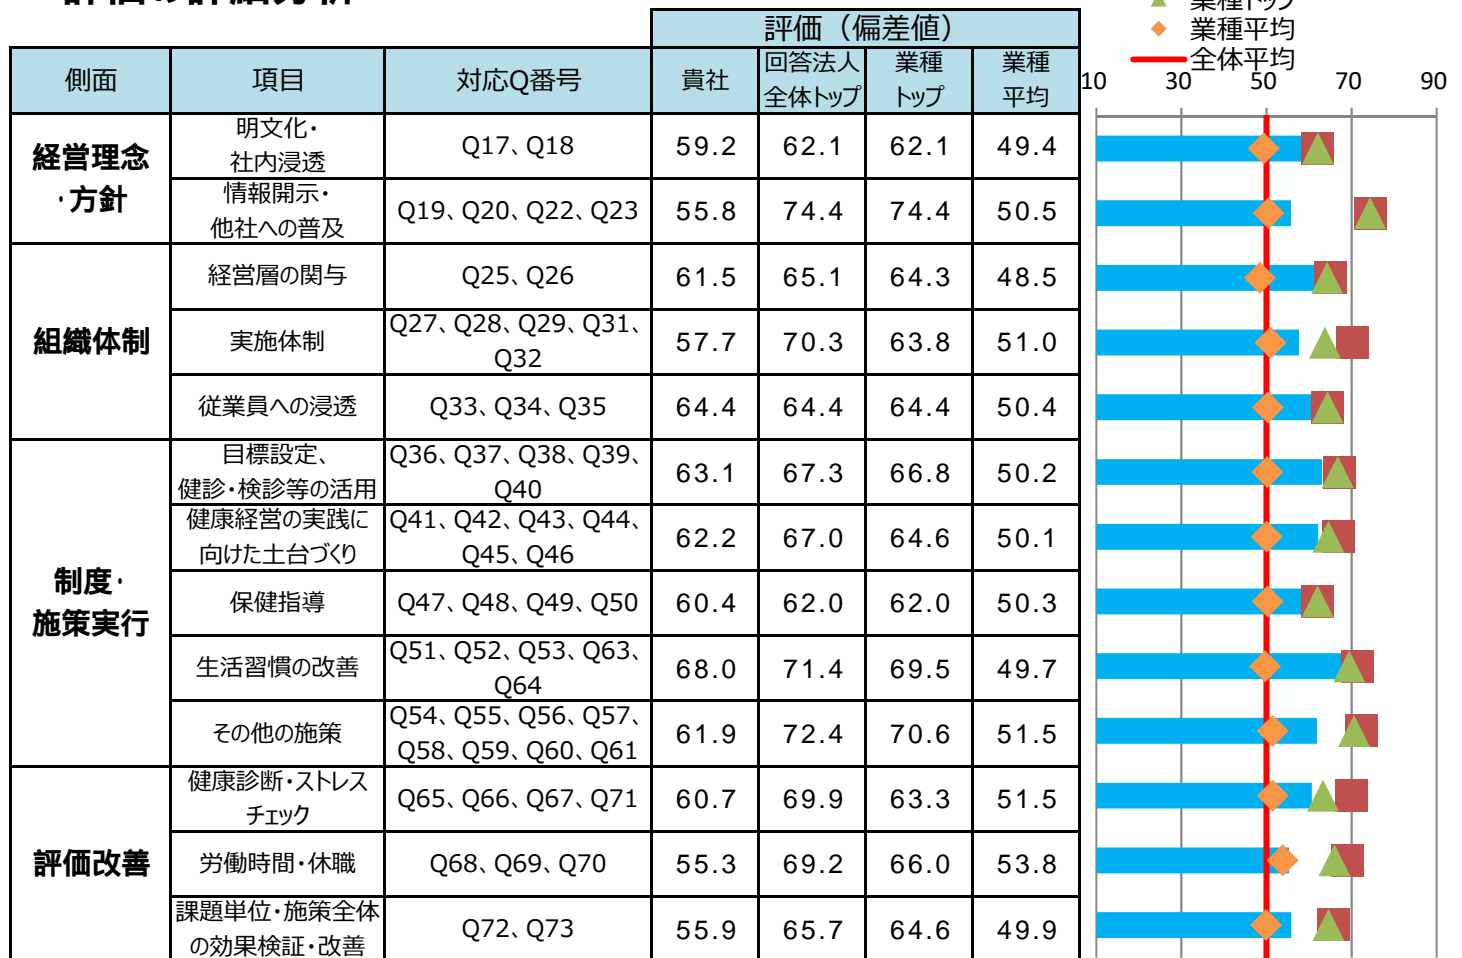 評価の詳細分析
業種トップ
業種平均
全体平均
評価（偏差値）
側面 項目 対応Q番号 貴社 回答法人全体トップ 業種トップ 業種平均
10 30 50 70 90
経営理念・方針
明文化・社内浸透 Q17、Q18 59.2 62.1 62.1 49.4
情報開示・他社への普及 Q19、Q20、Q22、Q23 55.8 74.4 74.4 50.5
組織体制
経営層の関与 Q25、Q26 61.5 65.1 64.3 48.5
実施体制 Q27、Q28、Q29、Q31、Q32 57.7 70.3 63.8 51.0
従業員への浸透 Q33、Q34、Q35 64.4 64.4 64.4 50.4
制度・施策実行
目標設定、健診・検診等の活用 Q36、Q37、Q38、Q39、Q40 63.1 67.3 66.8 50.2
健康経営の実践に向けた土台づくり Q41、Q42、Q43、Q44、Q45、Q46 62.2 67.0 64.6 50.1
保健指導 Q47、Q48、Q49、Q50 60.4 62.0 62.0 50.3
生活習慣の改善 Q51、Q52、Q53、Q63、Q64 68.0 71.4 69.5 49.7
その他の施策 Q54、Q55、Q56、Q57、Q58、Q59、Q60、Q61 61.9 72.4 70.6 51.5
評価改善
健康診断・ストレスチェック Q65、Q66、Q67、Q71 60.7 69.9 63.3 51.5
労働時間・休職 Q68、Q69、Q70 55.3 69.2 66.0 53.8
課題単位・施策全体の効果検証・改善 Q72、Q73 55.9 65.7 64.6 49.9